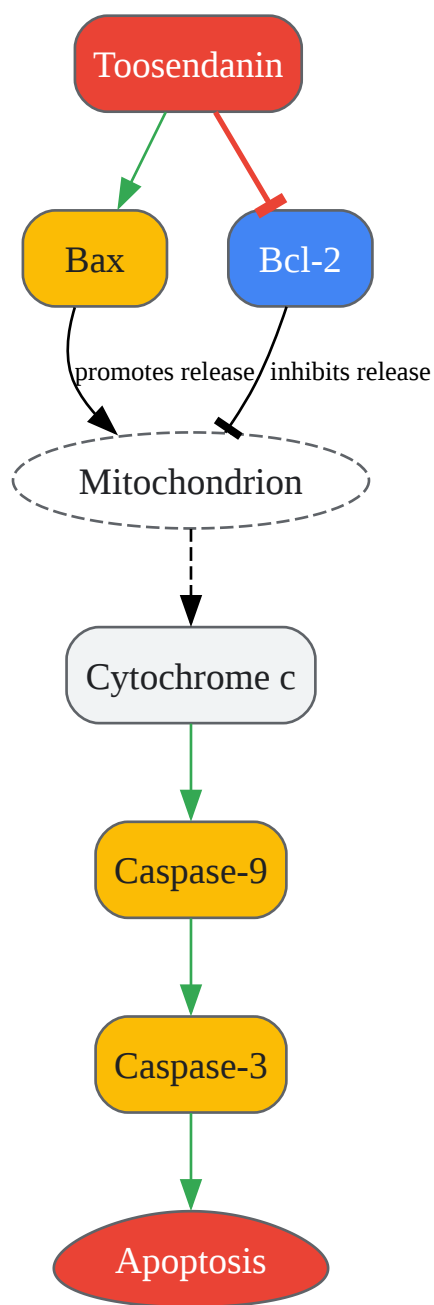 Toosendanin
Bax
Bcl-2
promotes release
inhibits release
Mitochondrion
Cytochrome c
Caspase-9
Caspase-3
Apoptosis